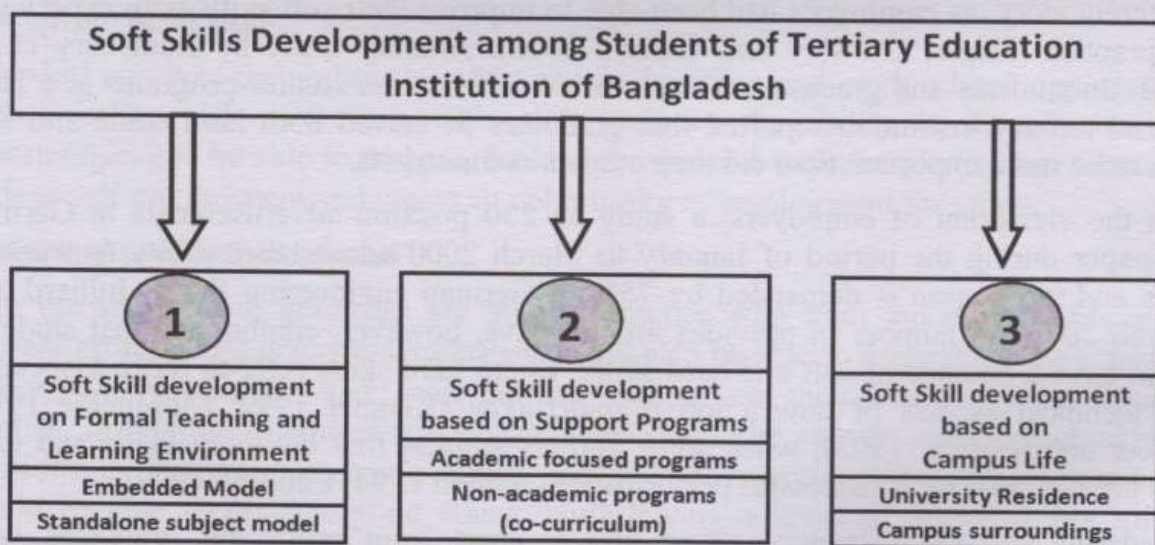 Soft Skills Development among Students of Tertiary Education
Institution of Bangladesh
1
Soft Skill development
on Formal Teaching and
Learning Environment
Embedded Model
Standalone subject model
2
Soft Skill development
based on Support Programs
Academic focused programs
Non-academic programs
(co-curriculum)
3
Soft Skill development
based on
Campus Life
University Residence
Campus surroundings